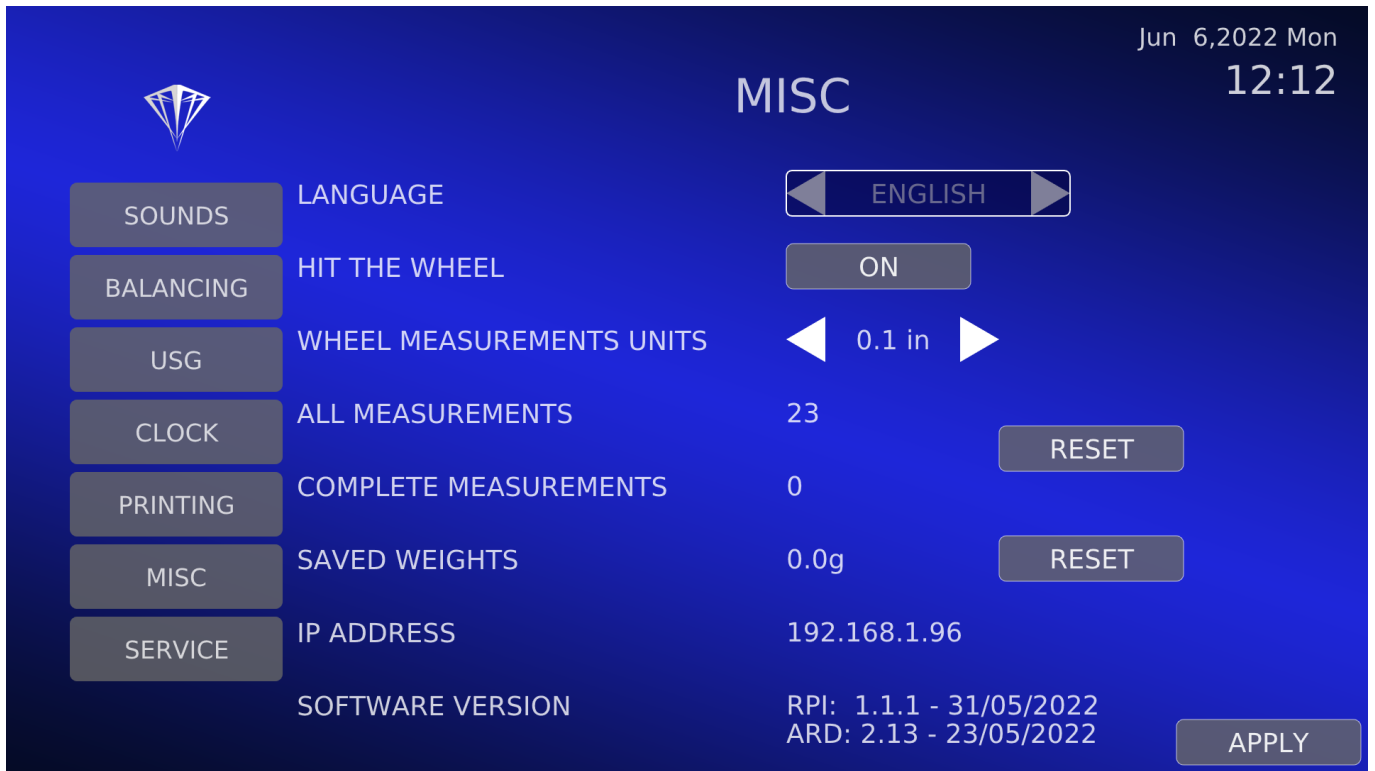 Jun  6,2022 Mon
12:12
MISC
SOUNDS
BALANCING
USG
CLOCK
PRINTING
MISC
SERVICE
LANGUAGE
ENGLISH
HIT THE WHEEL
ON
WHEEL MEASUREMENTS UNITS
0.1 in
ALL MEASUREMENTS
23
RESET
COMPLETE MEASUREMENTS
0
SAVED WEIGHTS
0.0g
RESET
IP ADDRESS
192.168.1.96
SOFTWARE VERSION
RPI:  1.1.1 - 31/05/2022
ARD: 2.13 - 23/05/2022
APPLY